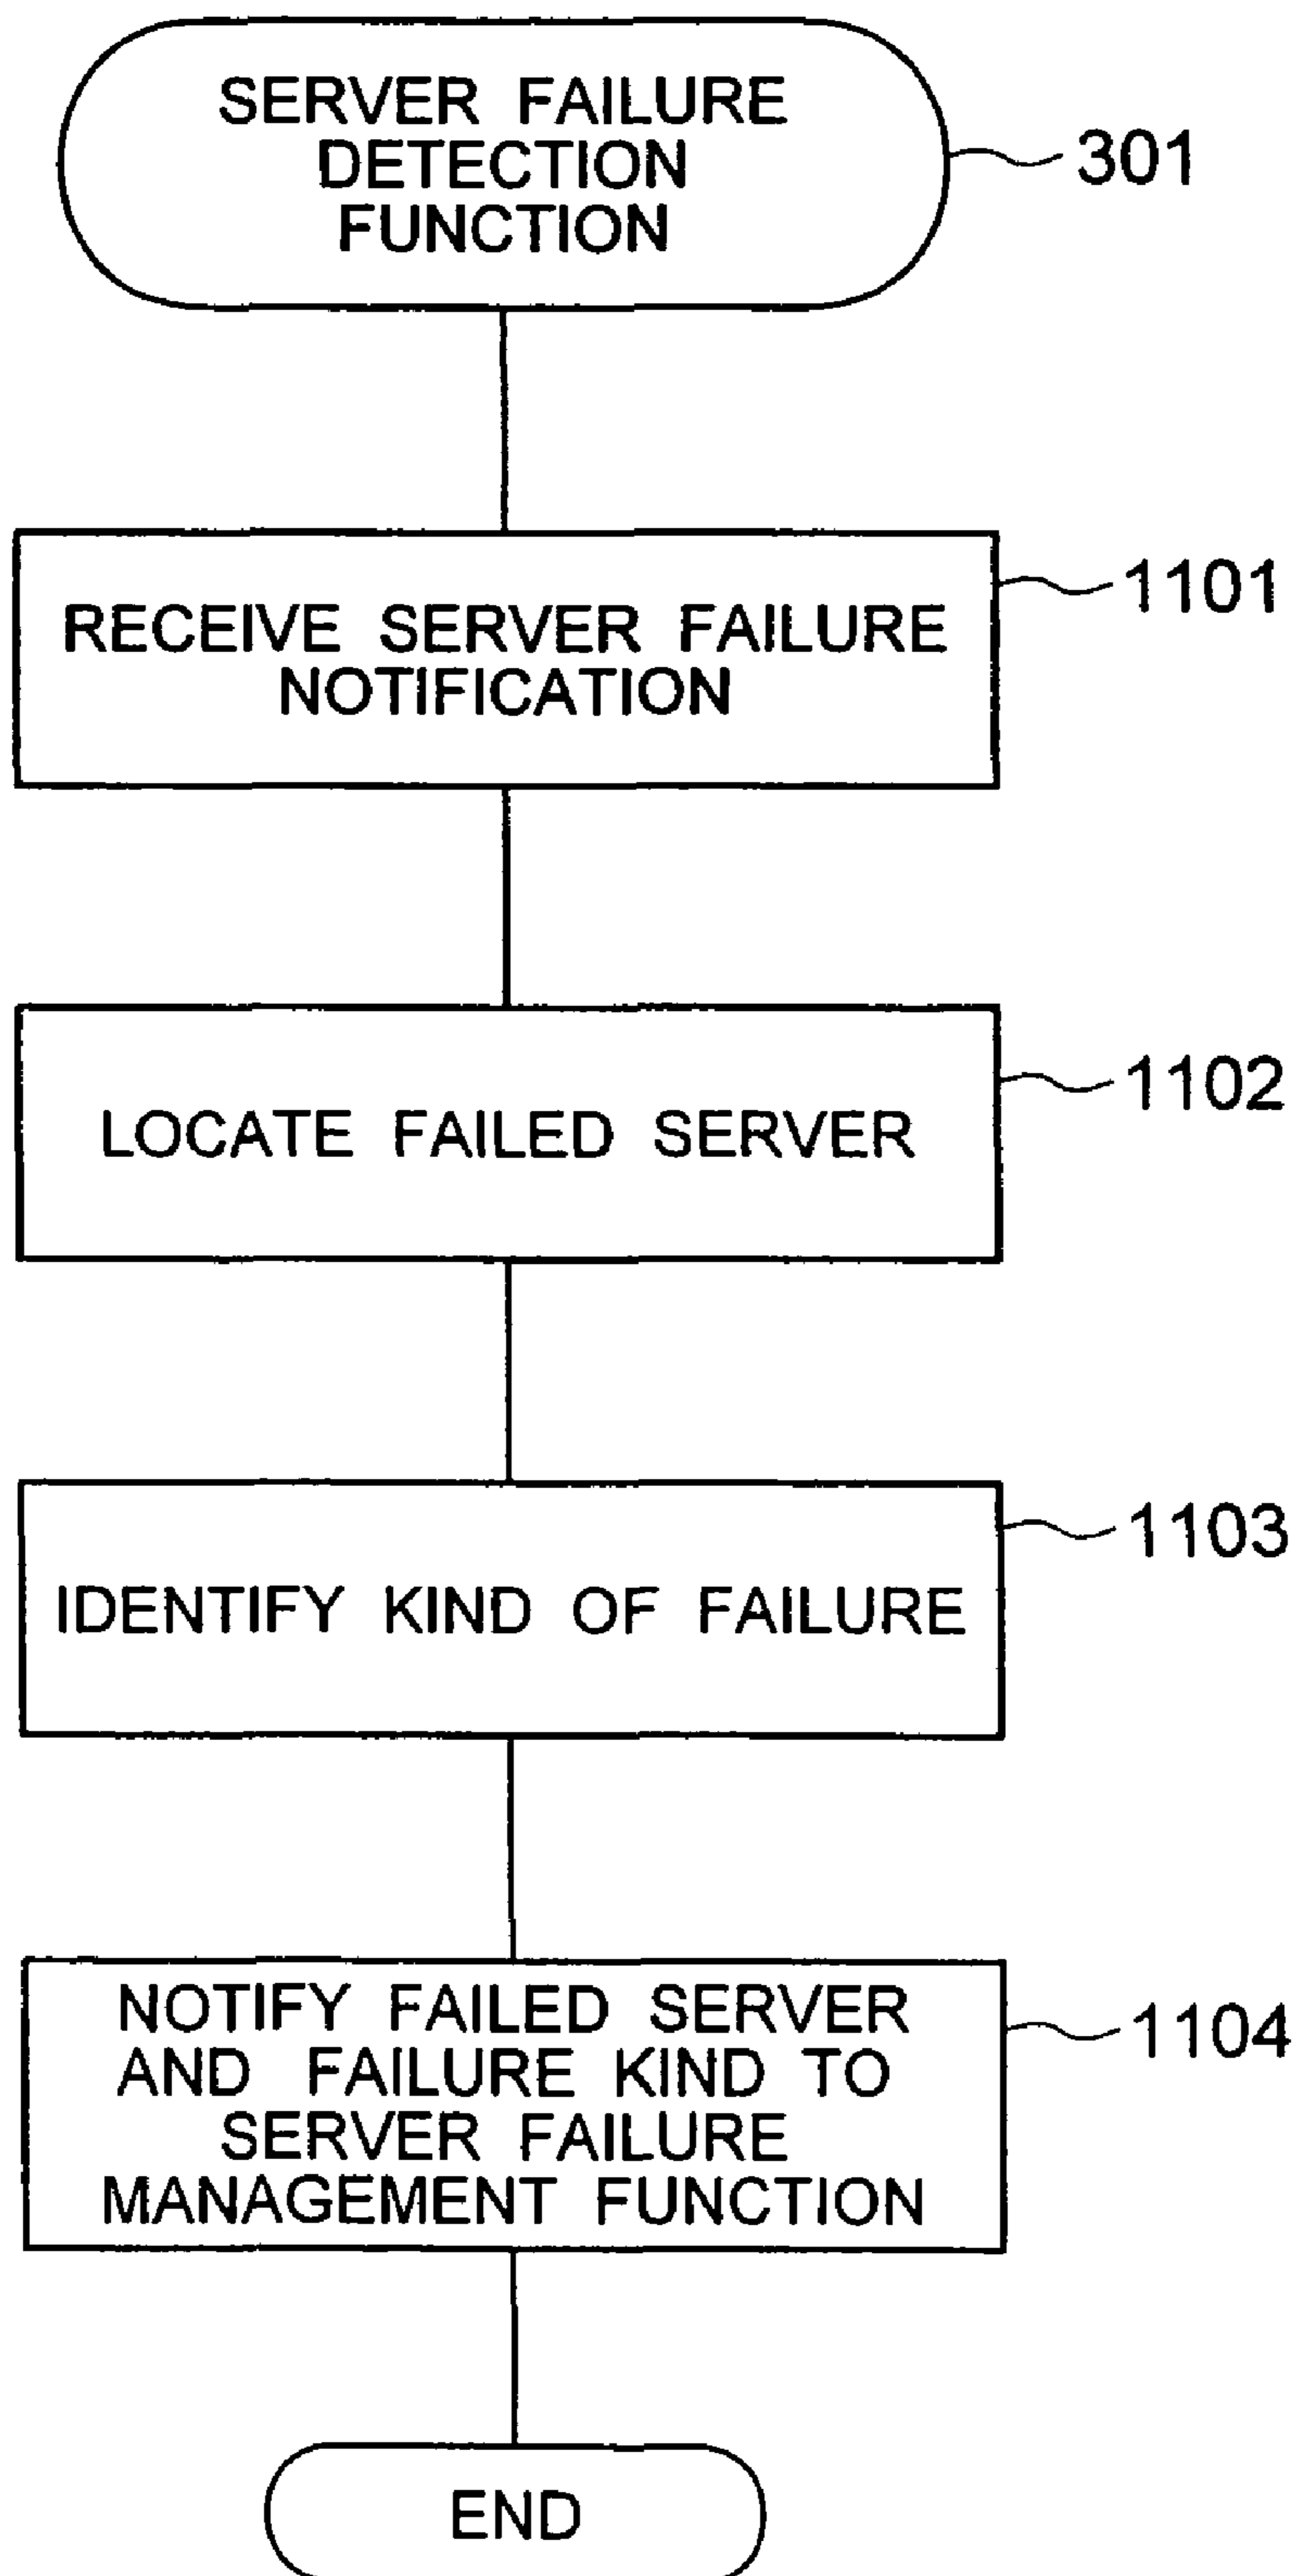 SERVER FAILURE
DETECTION
FUNCTION
301
RECEIVE SERVER FAILURE
NOTIFICATION
1101
LOCATE FAILED SERVER
1102
IDENTIFY KIND OF FAILURE
1103
NOTIFY FAILED SERVER
AND FAILURE KIND TO
SERVER FAILURE
MANAGEMENT FUNCTION
1104
END